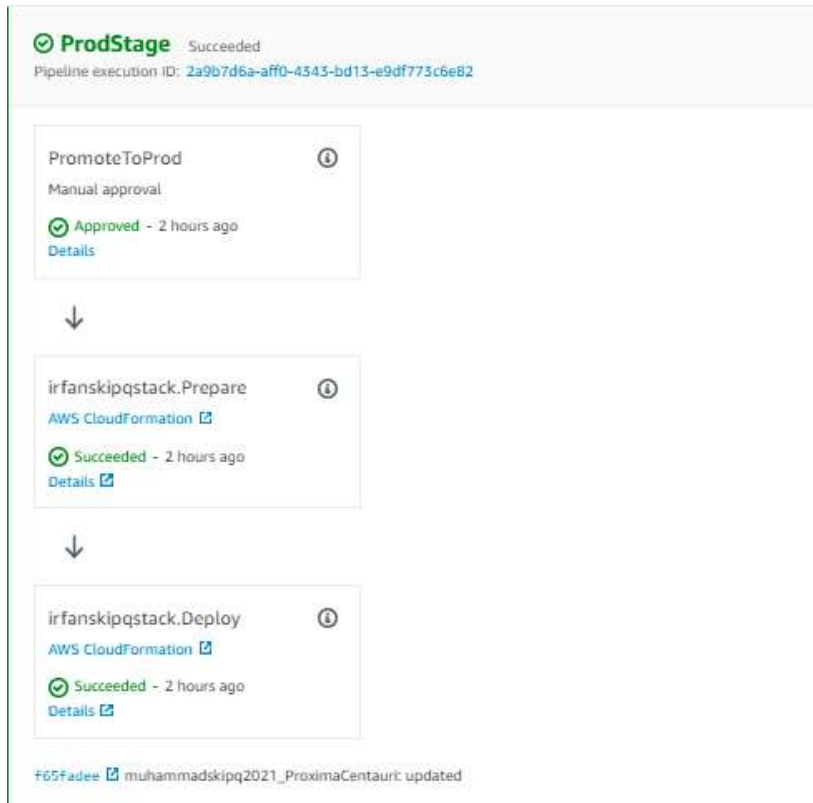 ProdStage Succeeded
Pipeline execution ID: 2a9b7d6a-aff0-4343-bd13-e9df773c6e82
PromoteToProd
Manual approval
Approved - 2 hours ago
Details
irfanskipqstack.Prepare
AWS CloudFormation
Succeeded - 2 hours ago
Details
irfanskipqstack.Deploy
AWS CloudFormation
Succeeded - 2 hours ago
Details
f65fadee muhammadskipq2021_ProximaCentauri: updated